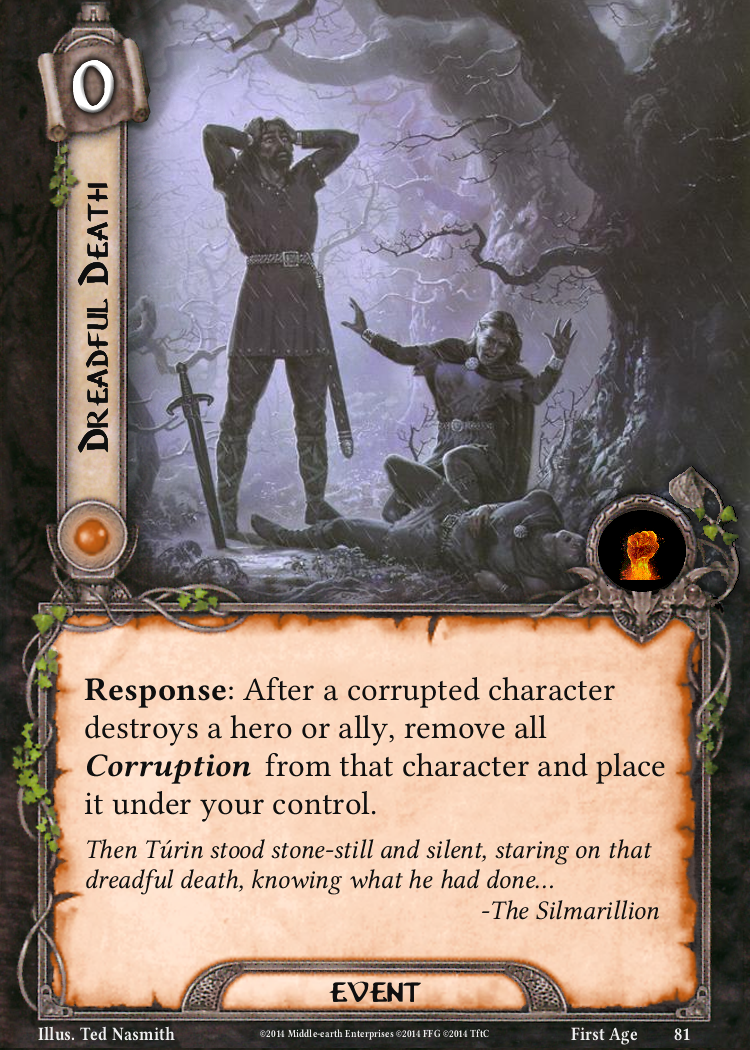 0
Dreadful Death
Response: After a corrupted character
destroys a hero or ally, remove all
Corruption from that character and place
it under your control.
Then Túrin stood stone-still and silent, staring on that
dreadful death, knowing what he had done...
-The Silmarillion
EVENT
Illus. Ted Nasmith ©2014 Middle-earth Enterprises ©2014 FFG ©2014 TftC First Age 81